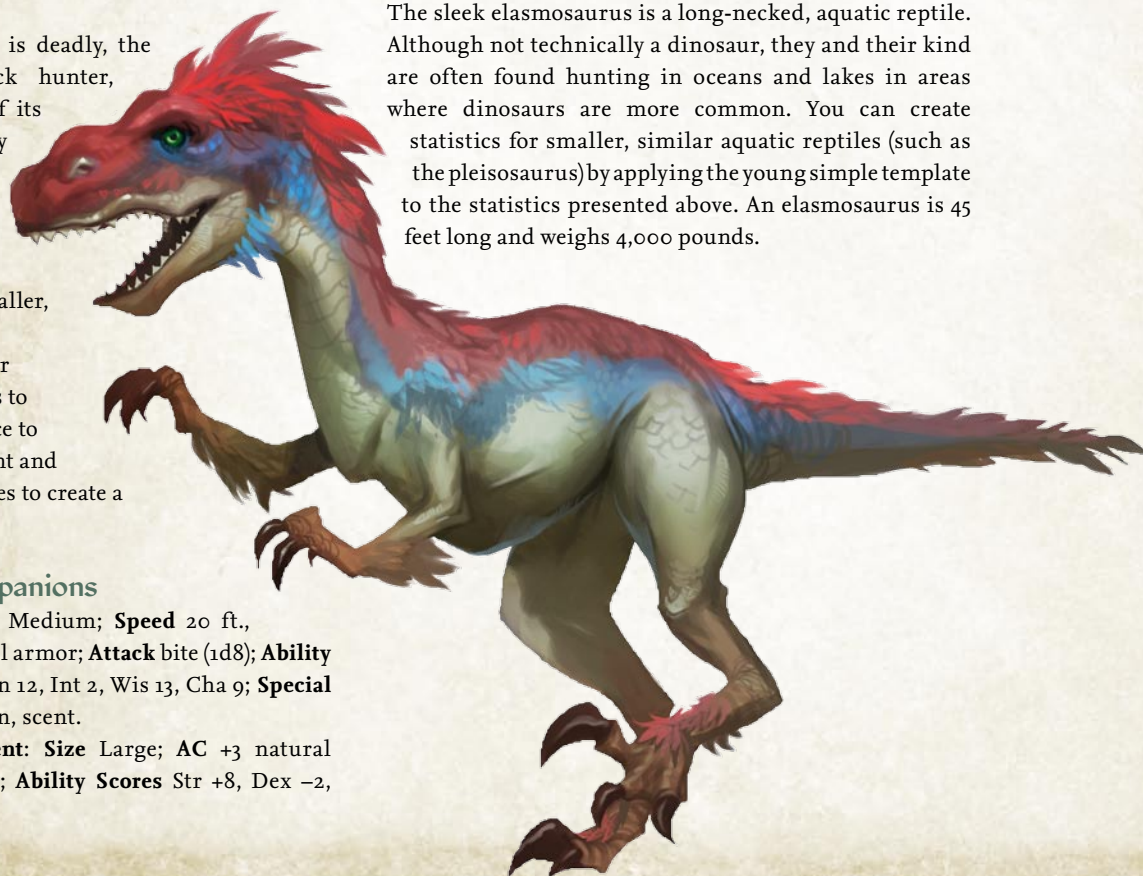 is deadly, the
ck hunter,
f its
y
aller,
r
s to
ce to
nt and
es to create a
panions
Medium; Speed 20 ft.,
l armor; Attack bite (1d8); Ability
n 12, Int 2, Wis 13, Cha 9; Special
n, scent.
ent: Size Large; AC +3 natural
; Ability Scores Str +8, Dex –2,
The sleek elasmosaurus is a long-necked, aquatic reptile.
Although not technically a dinosaur, they and their kind
are often found hunting in oceans and lakes in areas
where dinosaurs are more common. You can create
statistics for smaller, similar aquatic reptiles (such as
the pleisosaurus) by applying the young simple template
to the statistics presented above. An elasmosaurus is 45
feet long and weighs 4,000 pounds.